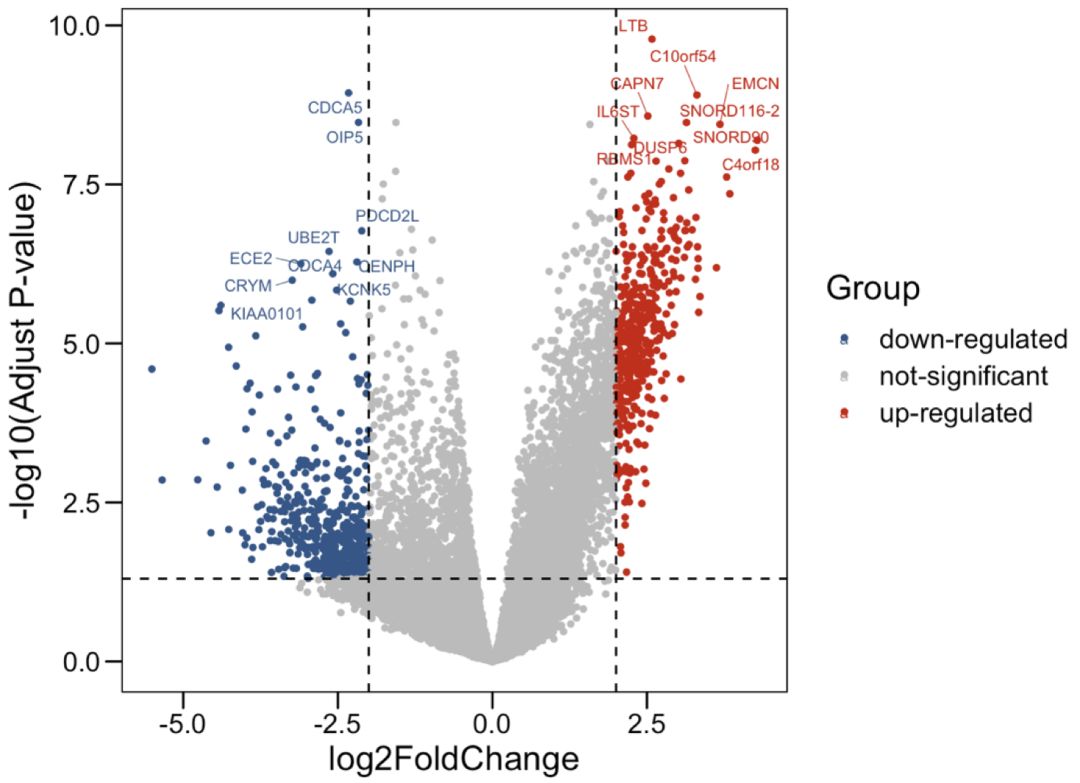 10.0
7.5
5.0
2.5
0.0
-log10(Adjust P-value)
LTB
C10orf54
CAPN7
EMCN
IL6ST
SNORD116-2
SNORD90
DUSP6
RBMS1
C4orf18
CDCA5
OIP5
PDCD2L
UBE2T
ECE2
CDCA4
CENPH
CRYM
KCNK5
KIAA0101
-5.0
-2.5
0.0
2.5
log2FoldChange
Group
a down-regulated
a not-significant
a up-regulated